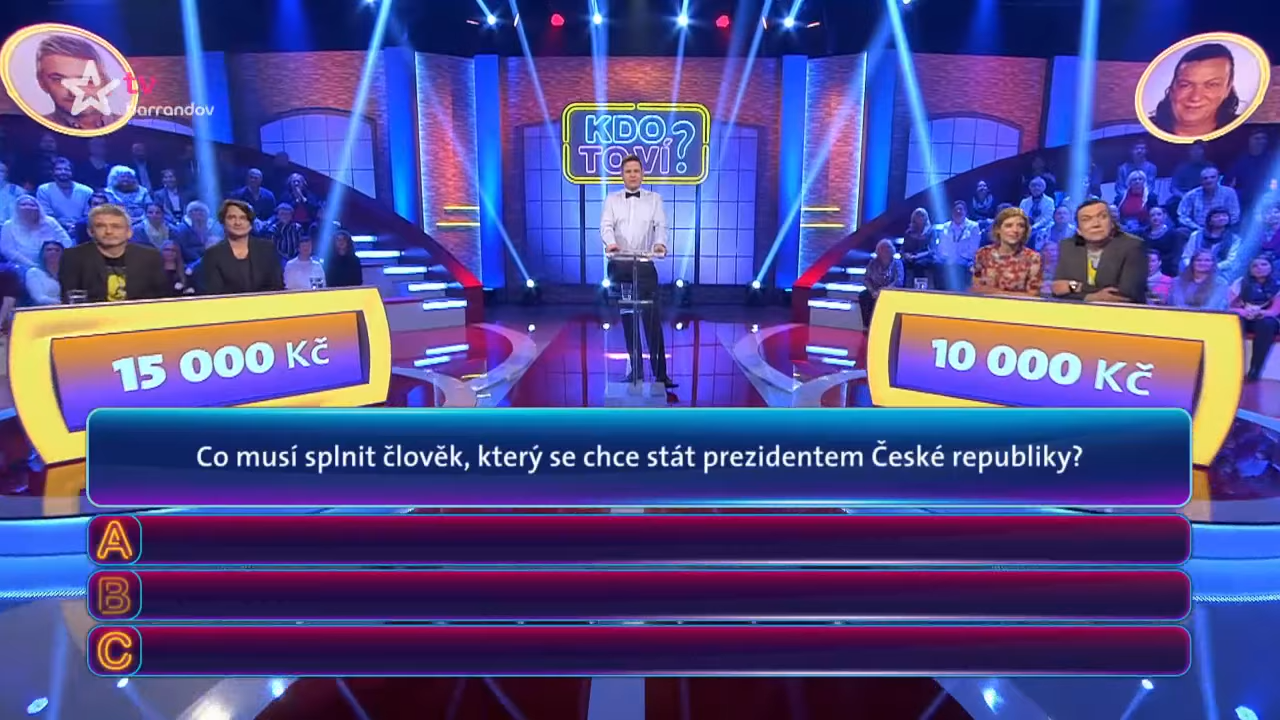 tv
barrandov
KDO
TO VÍ?
15 000 Kč
10 000 Kč
Co musí splnit člověk, který se chce stát prezidentem České republiky?
A
B
C